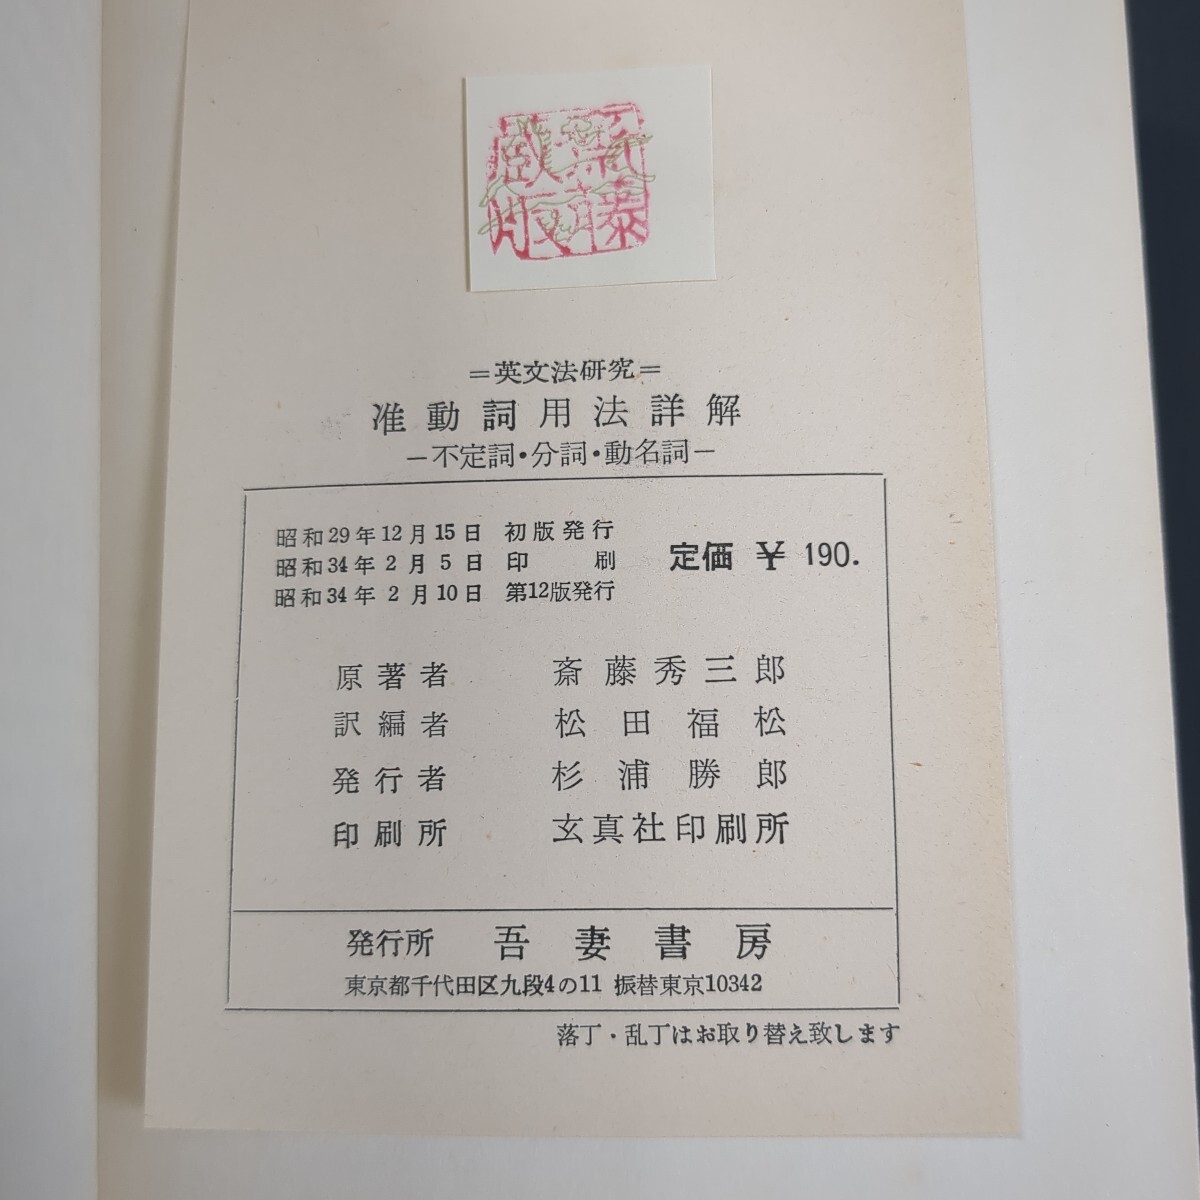 =英文法研究=
准動詞用法詳解
―不定詞・分詞・動名詞―
昭和29年12月15日 初版発行
昭和34年2月5日 印刷
昭和34年2月10日 第12版発行
定価 ¥ 190.
原著者 斎藤秀三郎
訳編者 松田福松
発行者 杉浦勝郎
印刷所 玄真社印刷所
発行所 吾妻書房
東京都千代田区九段4の11 振替東京10342
落丁・乱丁はお取り替え致します